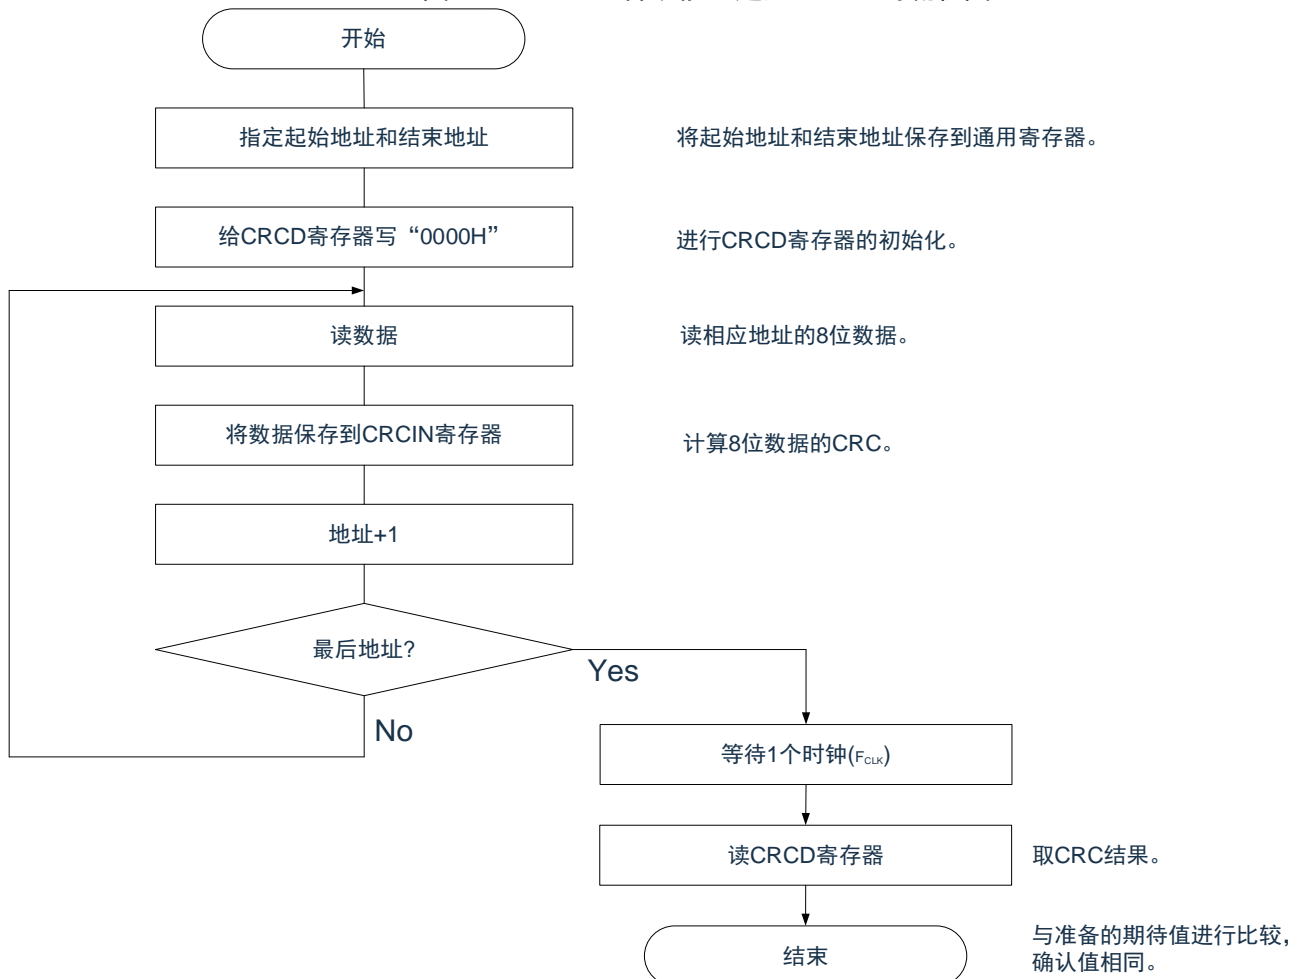 开始
指定起始地址和结束地址
将起始地址和结束地址保存到通用寄存器。
给CRCD寄存器写“0000H”
进行CRCD寄存器的初始化。
读数据
读相应地址的8位数据。
将数据保存到CRCIN寄存器
计算8位数据的CRC。
地址+1
最后地址?
Yes
No
等待1个时钟(FCLK)
读CRCD寄存器
取CRC结果。
结束
与准备的期待值进行比较,
确认值相同。